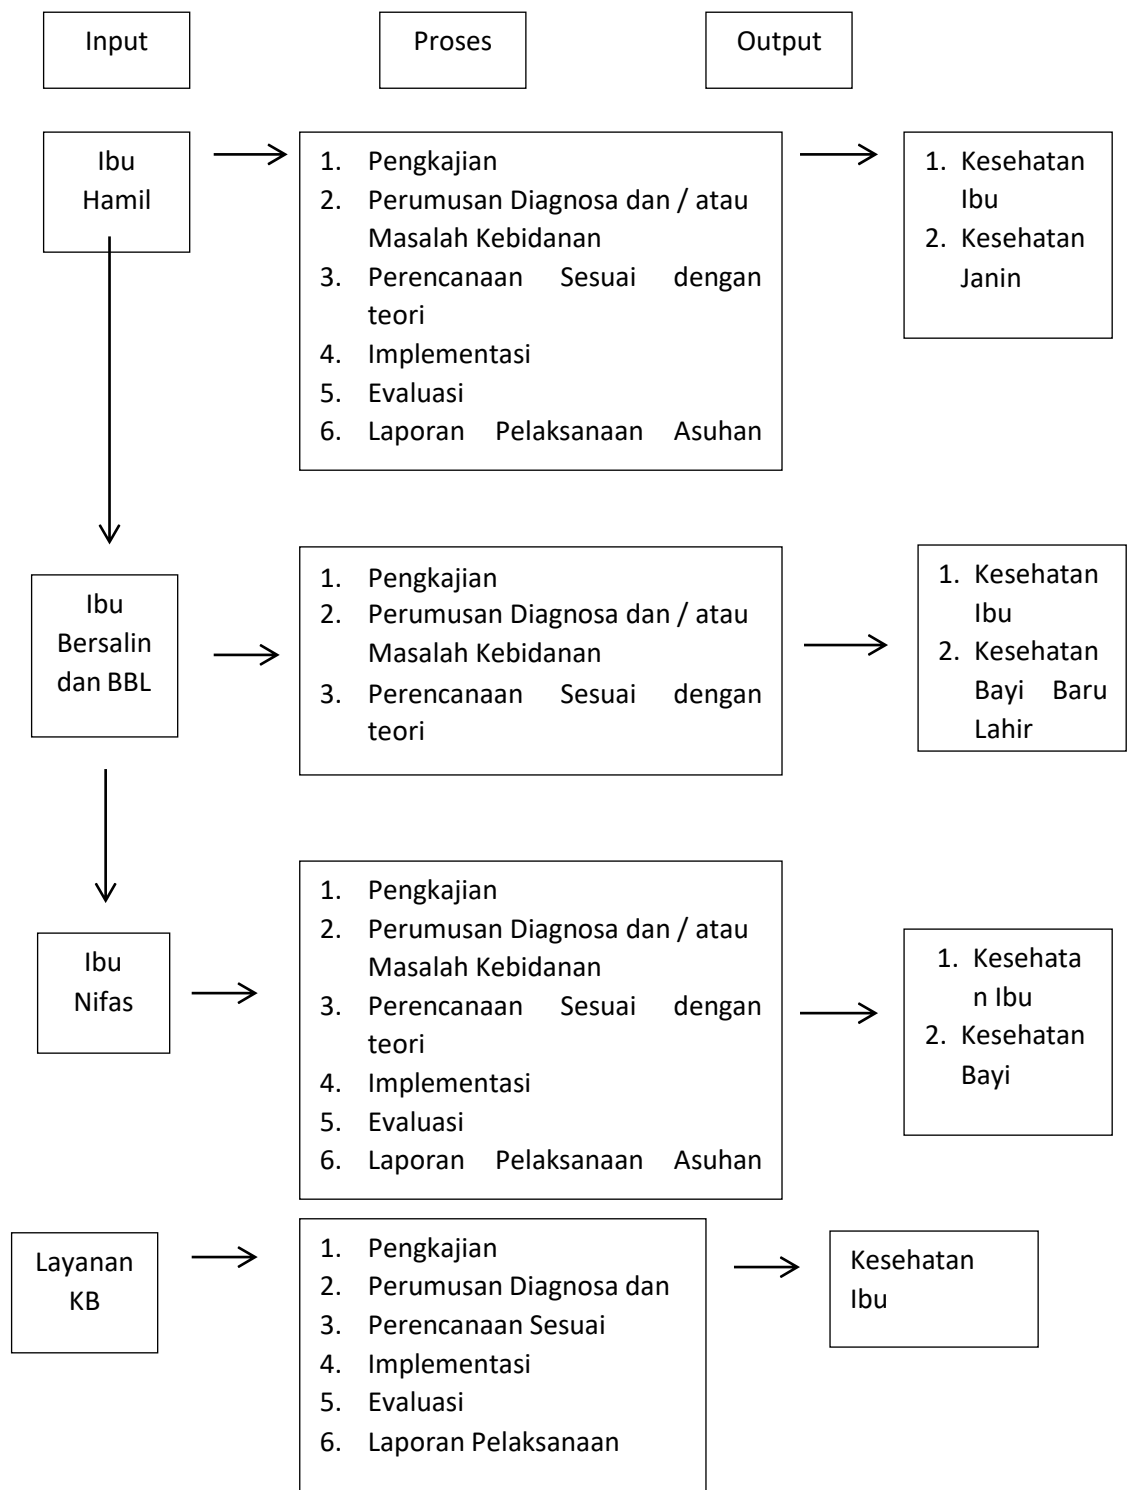 Input
Proses
Output
Ibu
Hamil
1. Pengkajian
2. Perumusan Diagnosa dan / atau
Masalah Kebidanan
3. Perencanaan Sesuai dengan
teori
4. Implementasi
5. Evaluasi
6. Laporan Pelaksanaan Asuhan
1. Kesehatan
Ibu
2. Kesehatan
Janin
Ibu
Bersalin
dan BBL
1. Pengkajian
2. Perumusan Diagnosa dan / atau
Masalah Kebidanan
3. Perencanaan Sesuai dengan
teori
1. Kesehatan
Ibu
2. Kesehatan
Bayi Baru
Lahir
Ibu
Nifas
1. Pengkajian
2. Perumusan Diagnosa dan / atau
Masalah Kebidanan
3. Perencanaan Sesuai dengan
teori
4. Implementasi
5. Evaluasi
6. Laporan Pelaksanaan Asuhan
1. Kesehata
n Ibu
2. Kesehatan
Bayi
Layanan
KB
1. Pengkajian
2. Perumusan Diagnosa dan
3. Perencanaan Sesuai
4. Implementasi
5. Evaluasi
6. Laporan Pelaksanaan
Kesehatan
Ibu